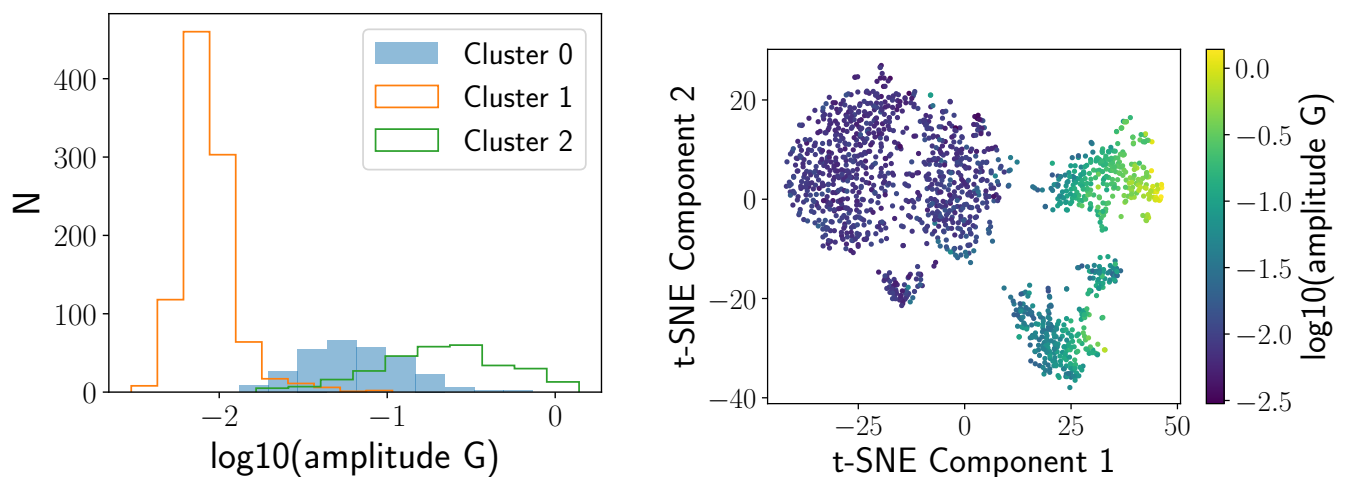 N
400
300
200
100
0
−2
−1
0
log10(amplitude G)
Cluster 0
Cluster 1
Cluster 2
t-SNE Component 2
20
0
−20
−40
−25
0
25
50
t-SNE Component 1
0.0
−0.5
−1.0
−1.5
−2.0
−2.5
log10(amplitude G)